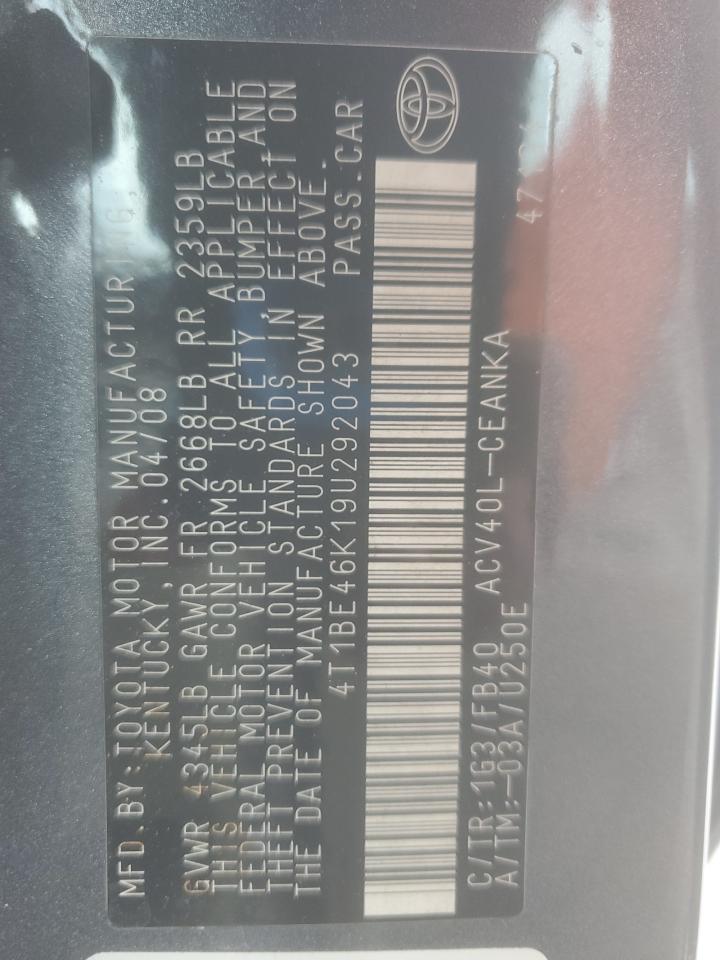 MFD.BY:TOYOTA MOTOR MANUFACTURING,
KENTUCKY, INC. 04/08
GVWR 4345LB GAWR FR 2668LB RR 2359LB
THIS VEHICLE CONFORMS TO ALL APPLICABLE
FEDERAL MOTOR VEHICLE SAFETY,BUMPER,AND
THEFT PREVENTION STANDARDS IN EFFECT ON
THE DATE OF MANUFACTURE SHOWN ABOVE.
4T1BE46K19U292043 PASS.CAR
C/TR:1G3/FB40 ACV40L-CEANKA
A/TM:-03A/U250E